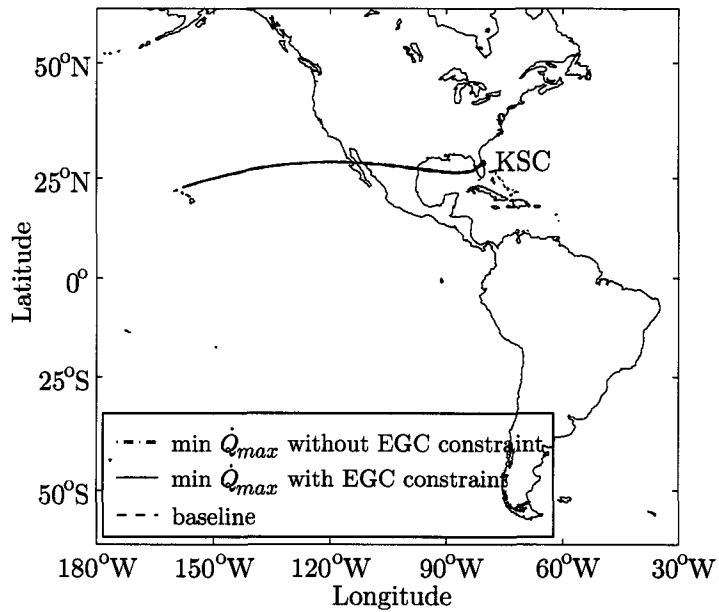 50°N
KSC
25°N
Latitude
0°
25°S
min Q̇max without EGC constraint
min Q̇max with EGC constraint
50°S
baseline
180°W 150°W 120°W 90°W 60°W 30°W
Longitude